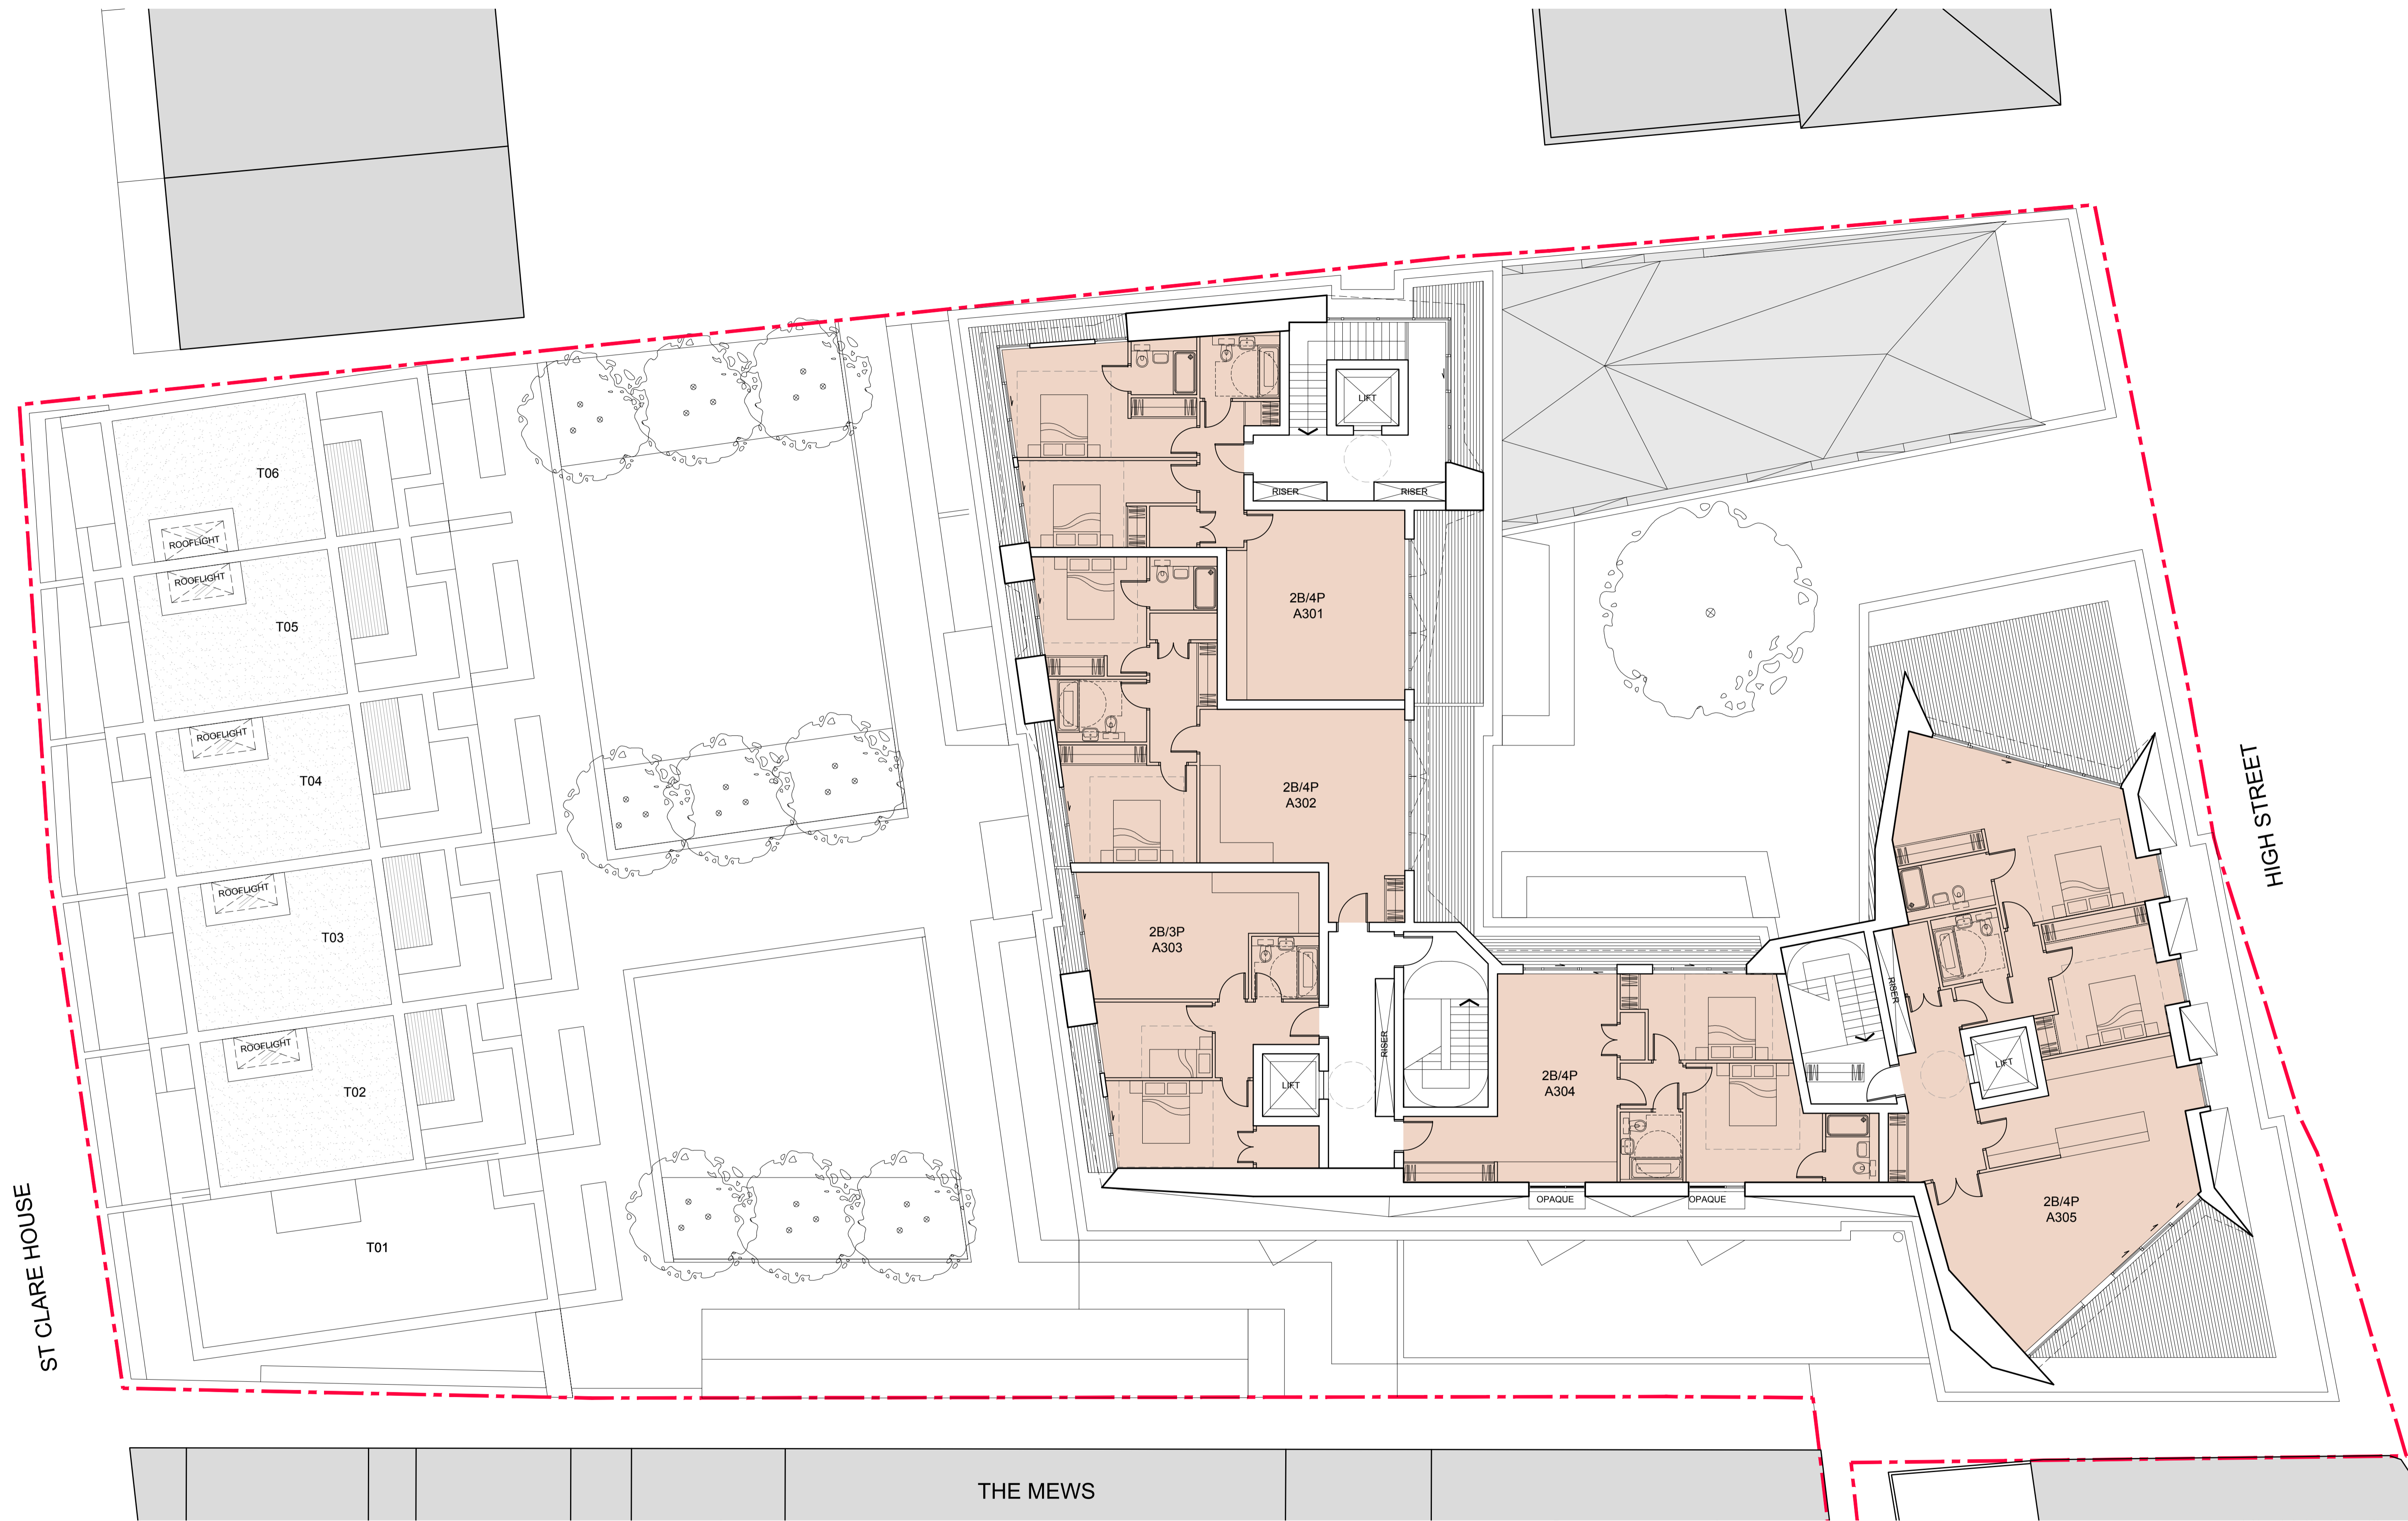 LIFT
T06
RISER
RISER
ROOFLIGHT
ROOFLIGHT
2B/4P
A301
T05
ROOFLIGHT
T04
2B/4P
A302
HIGH STREET
ROOFLIGHT
T03
2B/3P
A303
RISER
ROOFLIGHT
T02
RISER
LIFT
2B/4P
A304
LIFT
OPAQUE
OPAQUE
2B/4P
A305
T01
ST CLARE HOUSE
THE MEWS